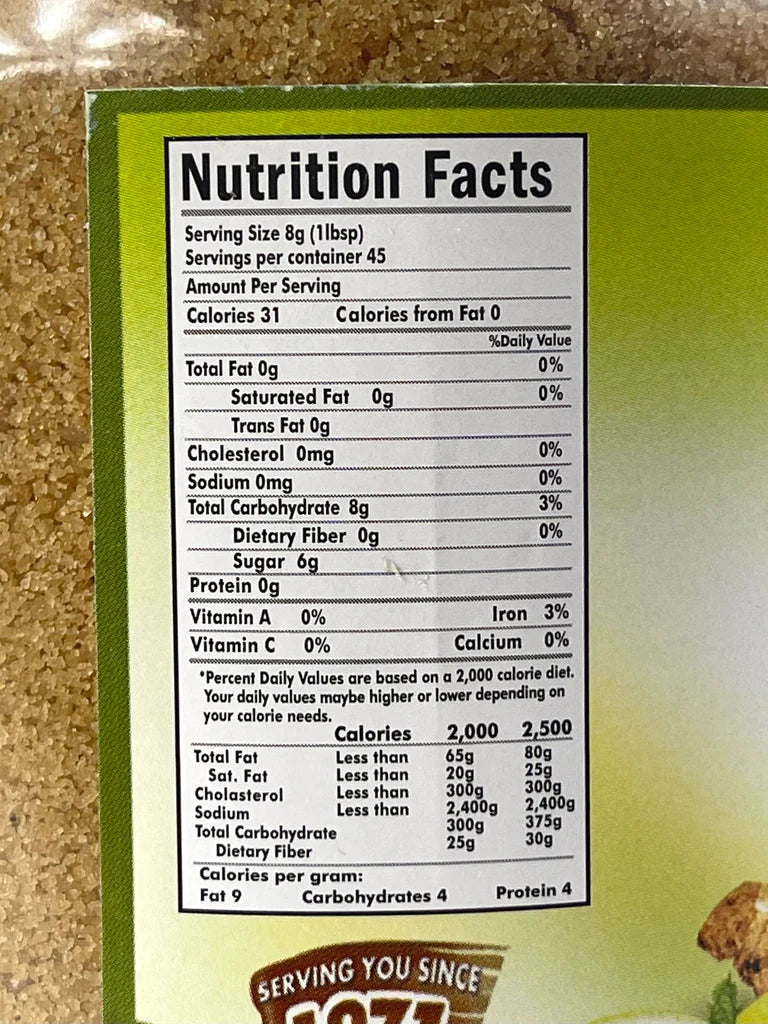 Nutrition Facts
Serving Size 8g (1lbsp)
Servings per container 45
Amount Per Serving
Calories 31 Calories from Fat 0
%Daily Value
Total Fat 0g 0%
Saturated Fat 0g 0%
Trans Fat 0g
Cholesterol 0mg 0%
Sodium 0mg 0%
Total Carbohydrate 8g 3%
Dietary Fiber 0g 0%
Sugar 6g
Protein 0g
Vitamin A 0% Iron 3%
Vitamin C 0% Calcium 0%
*Percent Daily Values are based on a 2,000 calorie diet.
Your daily values maybe higher or lower depending on
your calorie needs.
Calories 2,000 2,500
Total Fat Less than 65g 80g
Sat. Fat Less than 20g 25g
Cholasterol Less than 300g 300g
Sodium Less than 2,400g 2,400g
Total Carbohydrate 300g 375g
Dietary Fiber 25g 30g
Calories per gram:
Fat 9 Carbohydrates 4 Protein 4
SERVING YOU SINCE